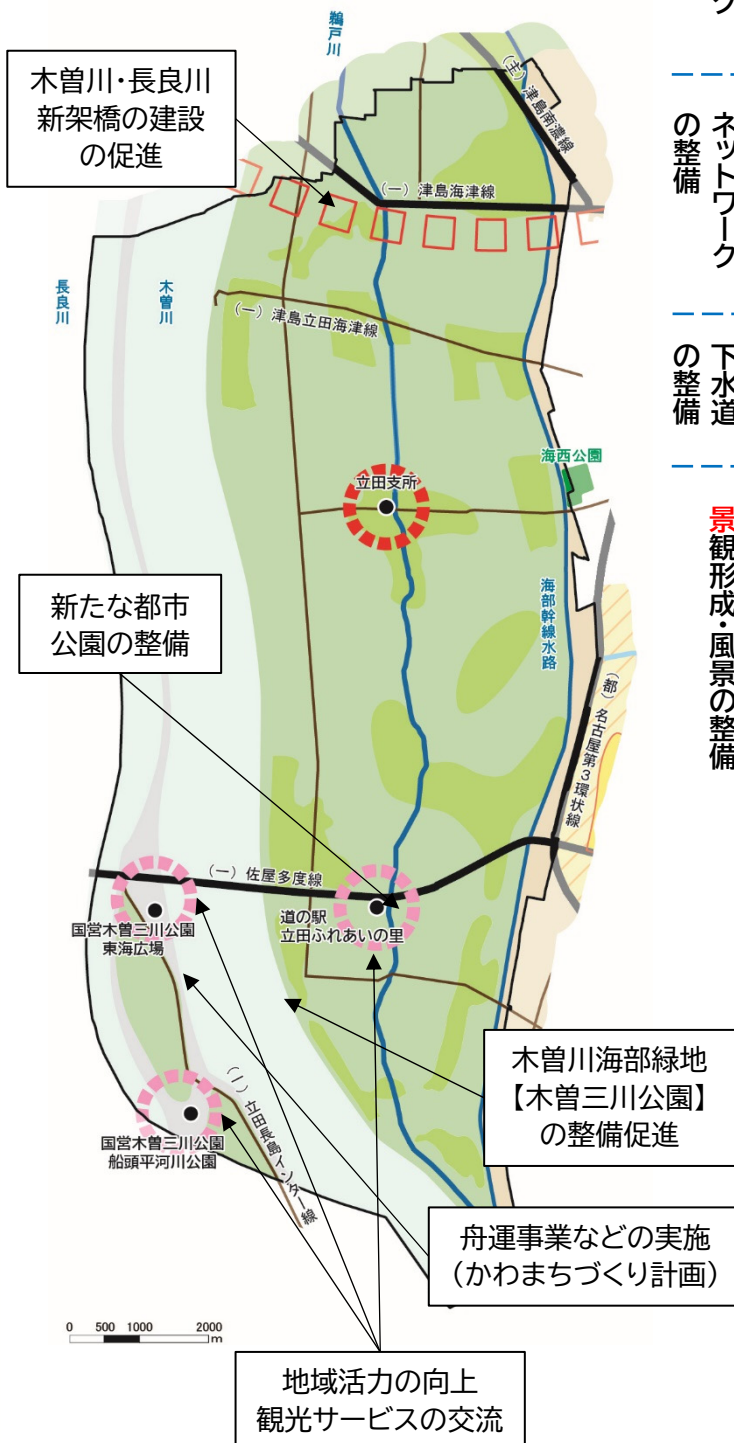 鵜戸川
木曽川・長良川
新架橋の建設
の促進
(主)津島南濃線
(一)津島海津線
長良川
木曽川
(一)津島立田海津線
海西公園
立田支所
新たな都市
公園の整備
海部幹線水路
(都)名古屋第3環状線
(一)佐屋多度線
国営木曽三川公園
東海広場
道の駅
立田ふれあいの里
木曽川海部緑地
【木曽三川公園】
の整備促進
国営木曽三川公園
船頭平河川公園
(一)立田長島インター線
舟運事業などの実施
(かわまちづくり計画)
0 500 1000 2000
m
地域活力の向上
観光サービスの交流
ネットワーク
の整備
下水道
の整備
景観形成・風景の整備